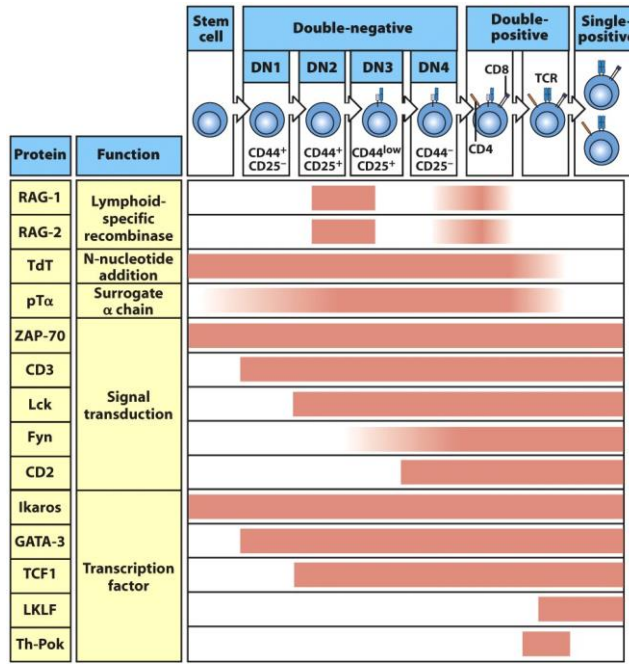 Stem cell
Double-negative
Double-positive
Single-positive
DN1
DN2
DN3
DN4
CD8
TCR
CD4
CD44+ CD25−
CD44+ CD25+
CD44low CD25+
CD44− CD25−
Protein
Function
RAG-1
RAG-2
Lymphoid-specific recombinase
TdT
N-nucleotide addition
pTα
Surrogate α chain
ZAP-70
CD3
Lck
Fyn
CD2
Signal transduction
Ikaros
GATA-3
TCF1
LKLF
Th-Pok
Transcription factor